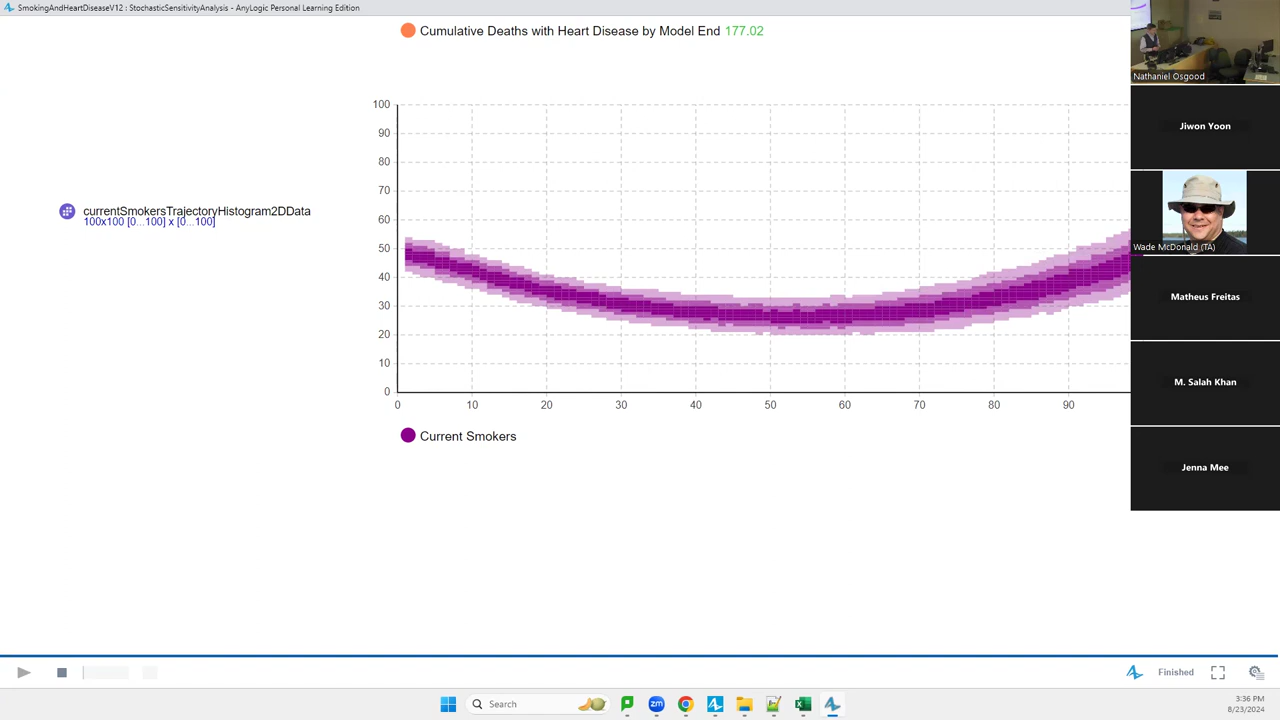 SmokingAndHeartDiseaseV12 : StochasticSensitivityAnalysis - AnyLogic Personal Learning Edition
Cumulative Deaths with Heart Disease by Model End 177.02
currentSmokersTrajectoryHistogram2DData
100x100 [0...100] x [0...100]
100
90
80
70
60
50
40
30
20
10
0
0 10 20 30 40 50 60 70 80 90
Current Smokers
Nathaniel Osgood
Jiwon Yoon
Wade McDonald (TA)
Matheus Freitas
M. Salah Khan
Jenna Mee
Finished
Search
zm
3:36 PM
8/23/2024